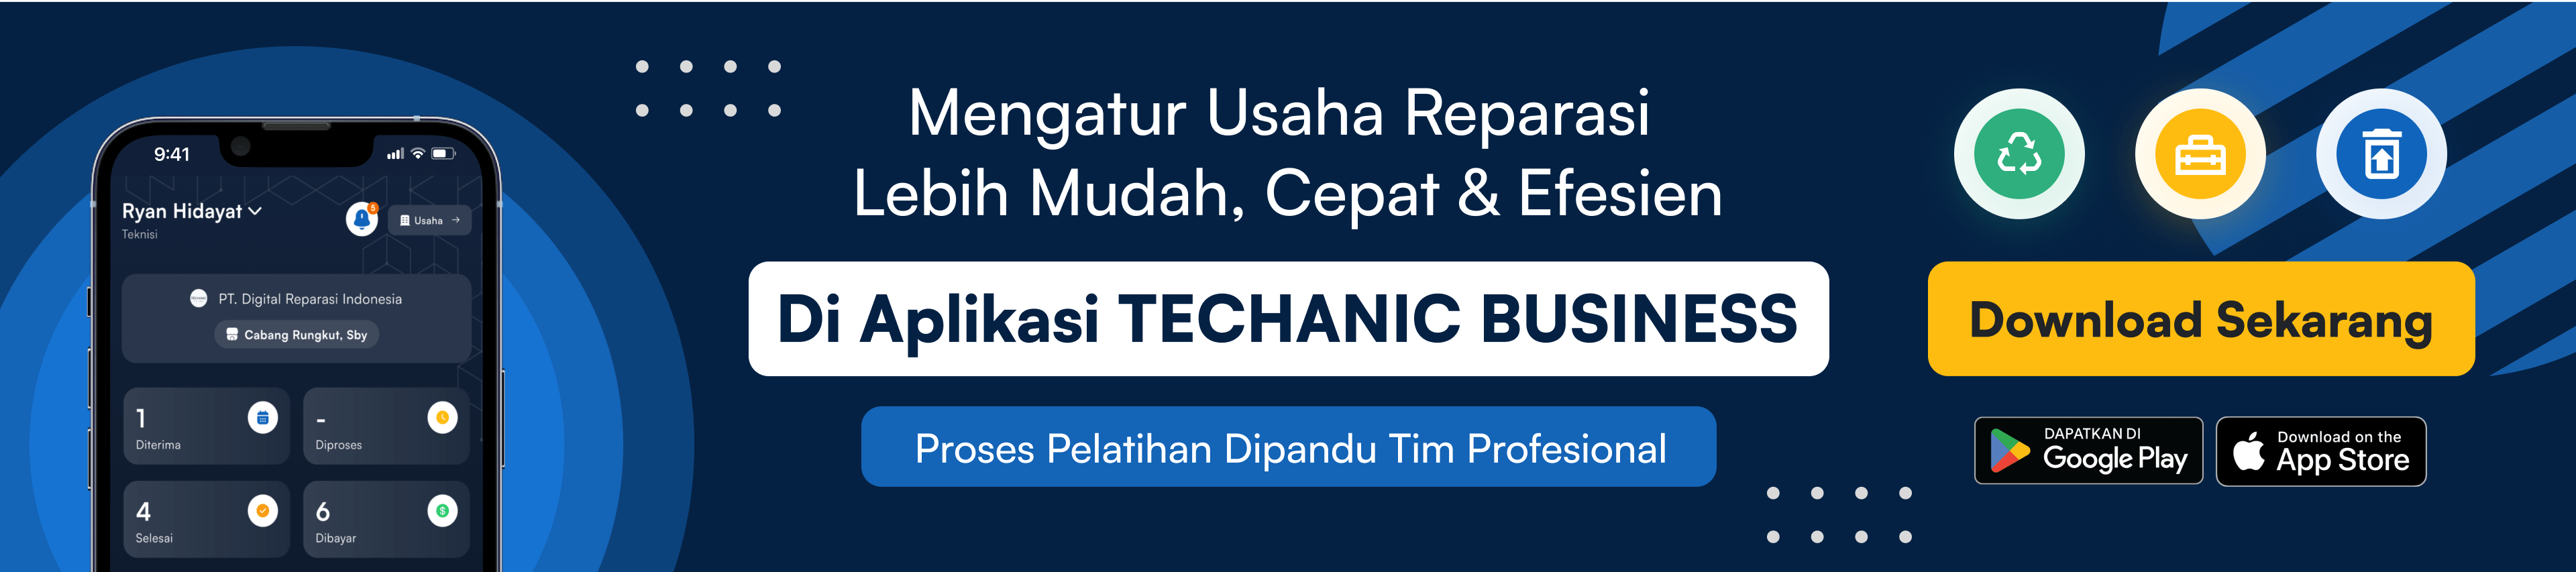 9:41
Ryan Hidayat
Teknisi
5
Usaha
PT. Digital Reparasi Indonesia
Cabang Rungkut, Sby
1
Diterima
-
Diproses
4
Selesai
6
Dibayar
Mengatur Usaha Reparasi
Lebih Mudah, Cepat & Efesien
Di Aplikasi TECHANIC BUSINESS
Proses Pelatihan Dipandu Tim Profesional
Download Sekarang
DAPATKAN DI
Google Play
Download on the
App Store